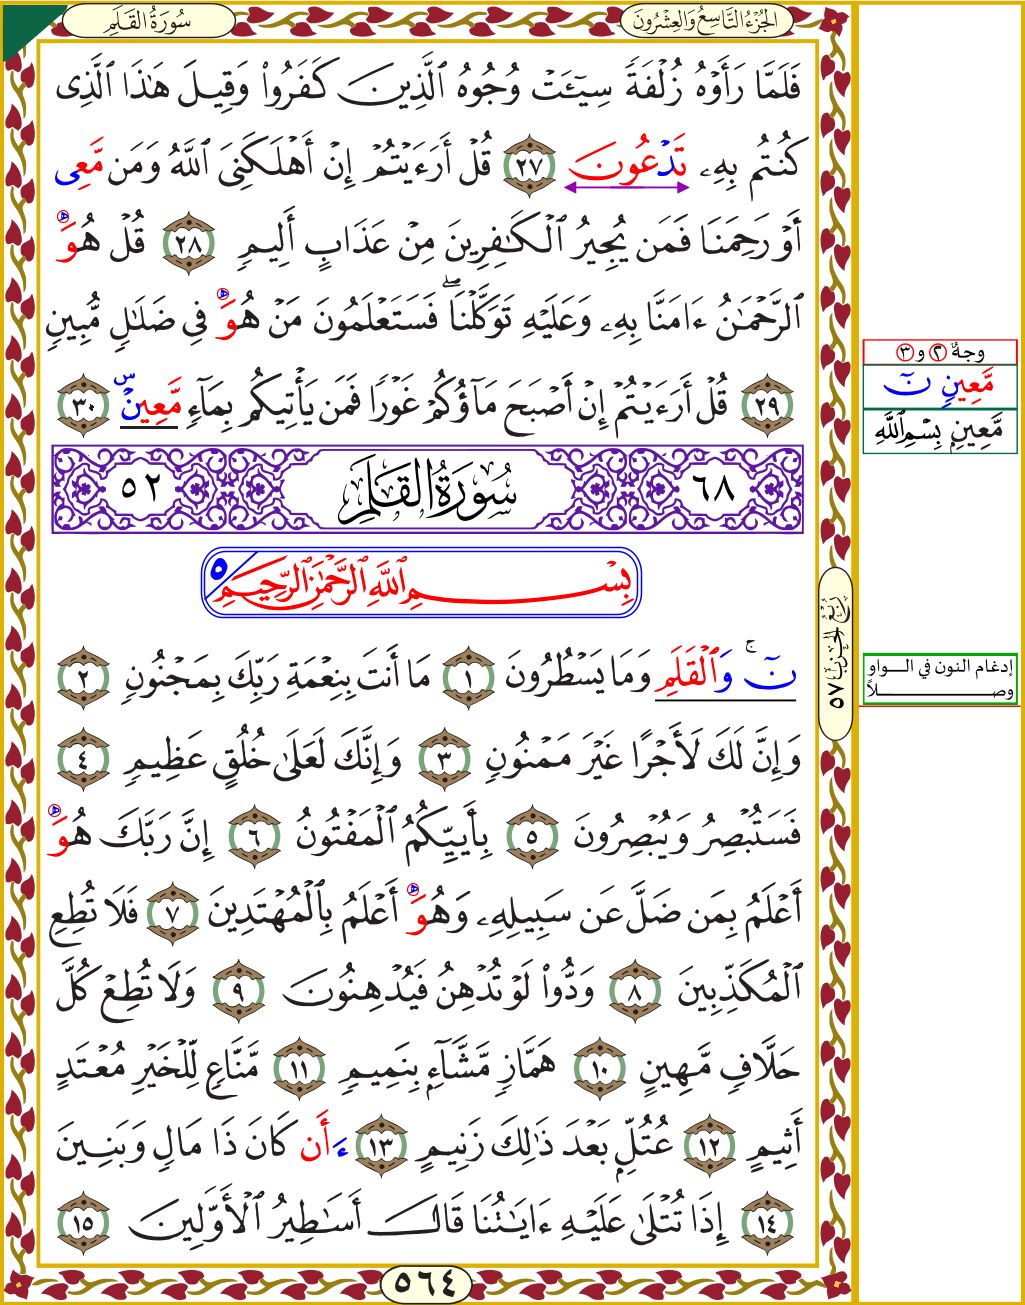 سُورَةُ القَلَمِ
الجُزْءُ التَّاسِعُ وَالعِشْرُونَ
فَلَمَّا رَأَوْهُ زُلْفَةً سِيٓـَٔتْ وُجُوهُ ٱلَّذِينَ كَفَرُوا۟ وَقِيلَ هَٰذَا ٱلَّذِى
كُنتُم بِهِۦ تَدْعُونَ ٢٧ قُلْ أَرَءَيْتُمْ إِنْ أَهْلَكَنِىَ ٱللَّهُ وَمَن مَّعِى
أَوْ رَحِمَنَا فَمَن يُجِيرُ ٱلْكَٰفِرِينَ مِنْ عَذَابٍ أَلِيمٍ ٢٨ قُلْ هُوَ
ٱلرَّحْمَٰنُ ءَامَنَّا بِهِۦ وَعَلَيْهِ تَوَكَّلْنَا ۖ فَسَتَعْلَمُونَ مَنْ هُوَ فِى ضَلَٰلٍ مُّبِينٍ
٢٩ قُلْ أَرَءَيْتُمْ إِنْ أَصْبَحَ مَآؤُكُمْ غَوْرًا فَمَن يَأْتِيكُم بِمَآءٍ مَّعِينٍ ٣٠
٦٨ سُورَةُ القَلَمِ ٥٢
بِسْمِ ٱللَّهِ ٱلرَّحْمَٰنِ ٱلرَّحِيمِ ٥
نٓ ۚ وَٱلْقَلَمِ وَمَا يَسْطُرُونَ ١ مَا أَنتَ بِنِعْمَةِ رَبِّكَ بِمَجْنُونٍ ٢
وَإِنَّ لَكَ لَأَجْرًا غَيْرَ مَمْنُونٍ ٣ وَإِنَّكَ لَعَلَىٰ خُلُقٍ عَظِيمٍ ٤
فَسَتُبْصِرُ وَيُبْصِرُونَ ٥ بِأَييِّكُمُ ٱلْمَفْتُونُ ٦ إِنَّ رَبَّكَ هُوَ
أَعْلَمُ بِمَن ضَلَّ عَن سَبِيلِهِۦ وَهُوَ أَعْلَمُ بِٱلْمُهْتَدِينَ ٧ فَلَا تُطِعِ
ٱلْمُكَذِّبِينَ ٨ وَدُّوا۟ لَوْ تُدْهِنُ فَيُدْهِنُونَ ٩ وَلَا تُطِعْ كُلَّ
حَلَّافٍ مَّهِينٍ ١٠ هَمَّازٍ مَّشَّآءٍ بِنَمِيمٍ ١١ مَّنَّاعٍ لِّلْخَيْرِ مُعْتَدٍ
أَثِيمٍ ١٢ عُتُلٍّ بَعْدَ ذَٰلِكَ زَنِيمٍ ١٣ ءَأَن كَانَ ذَا مَالٍ وَبَنِينَ
١٤ إِذَا تُتْلَىٰ عَلَيْهِ ءَايَٰتُنَا قَالَ أَسَٰطِيرُ ٱلْأَوَّلِينَ ١٥
٥٦٤
وجهٌ ٢ و ٣
مَّعِينٍ نٓ
مَّعِينٍ بِسْمِ ٱللَّهِ
رُبْعُ الحِزْبِ ٥٧
إدغام النون في الـــواو
وصـــــــــــــــلاً